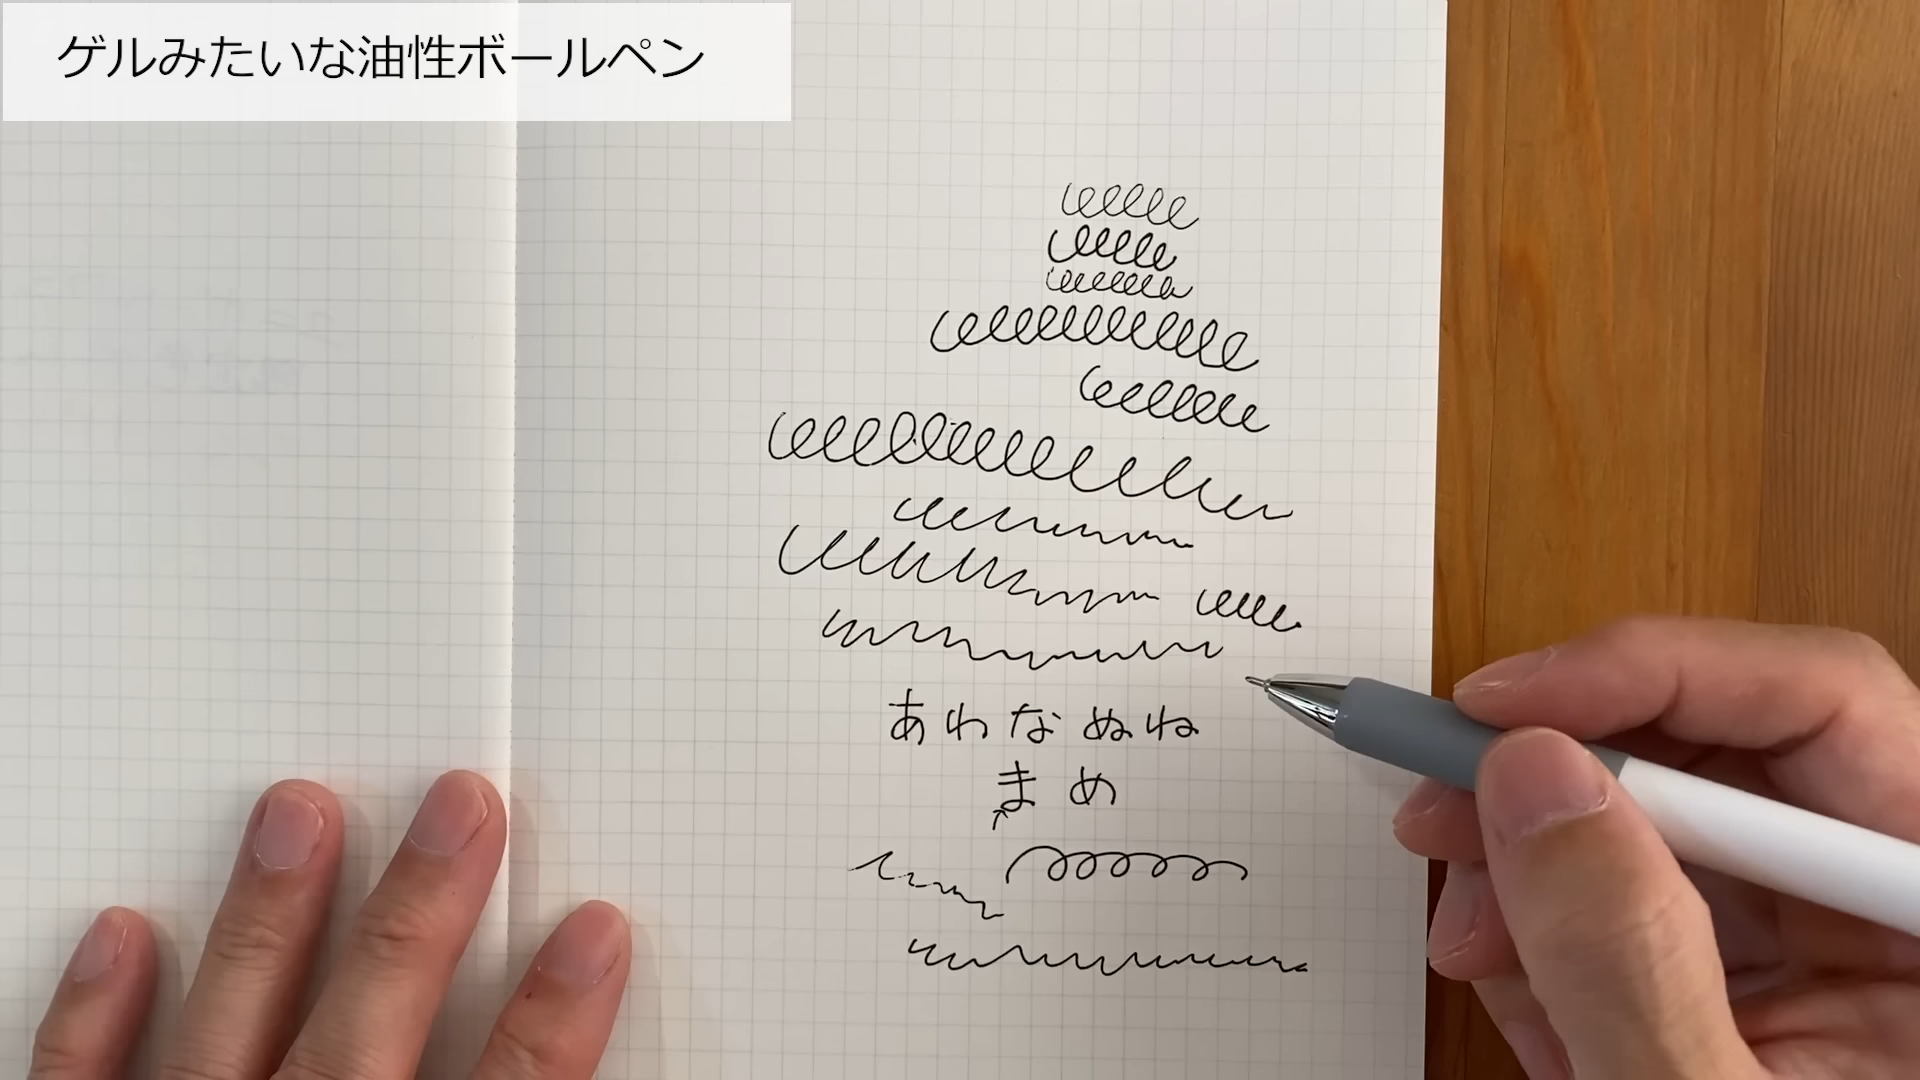 ゲルみたいな油性ボールペン
あわなぬね
まめ